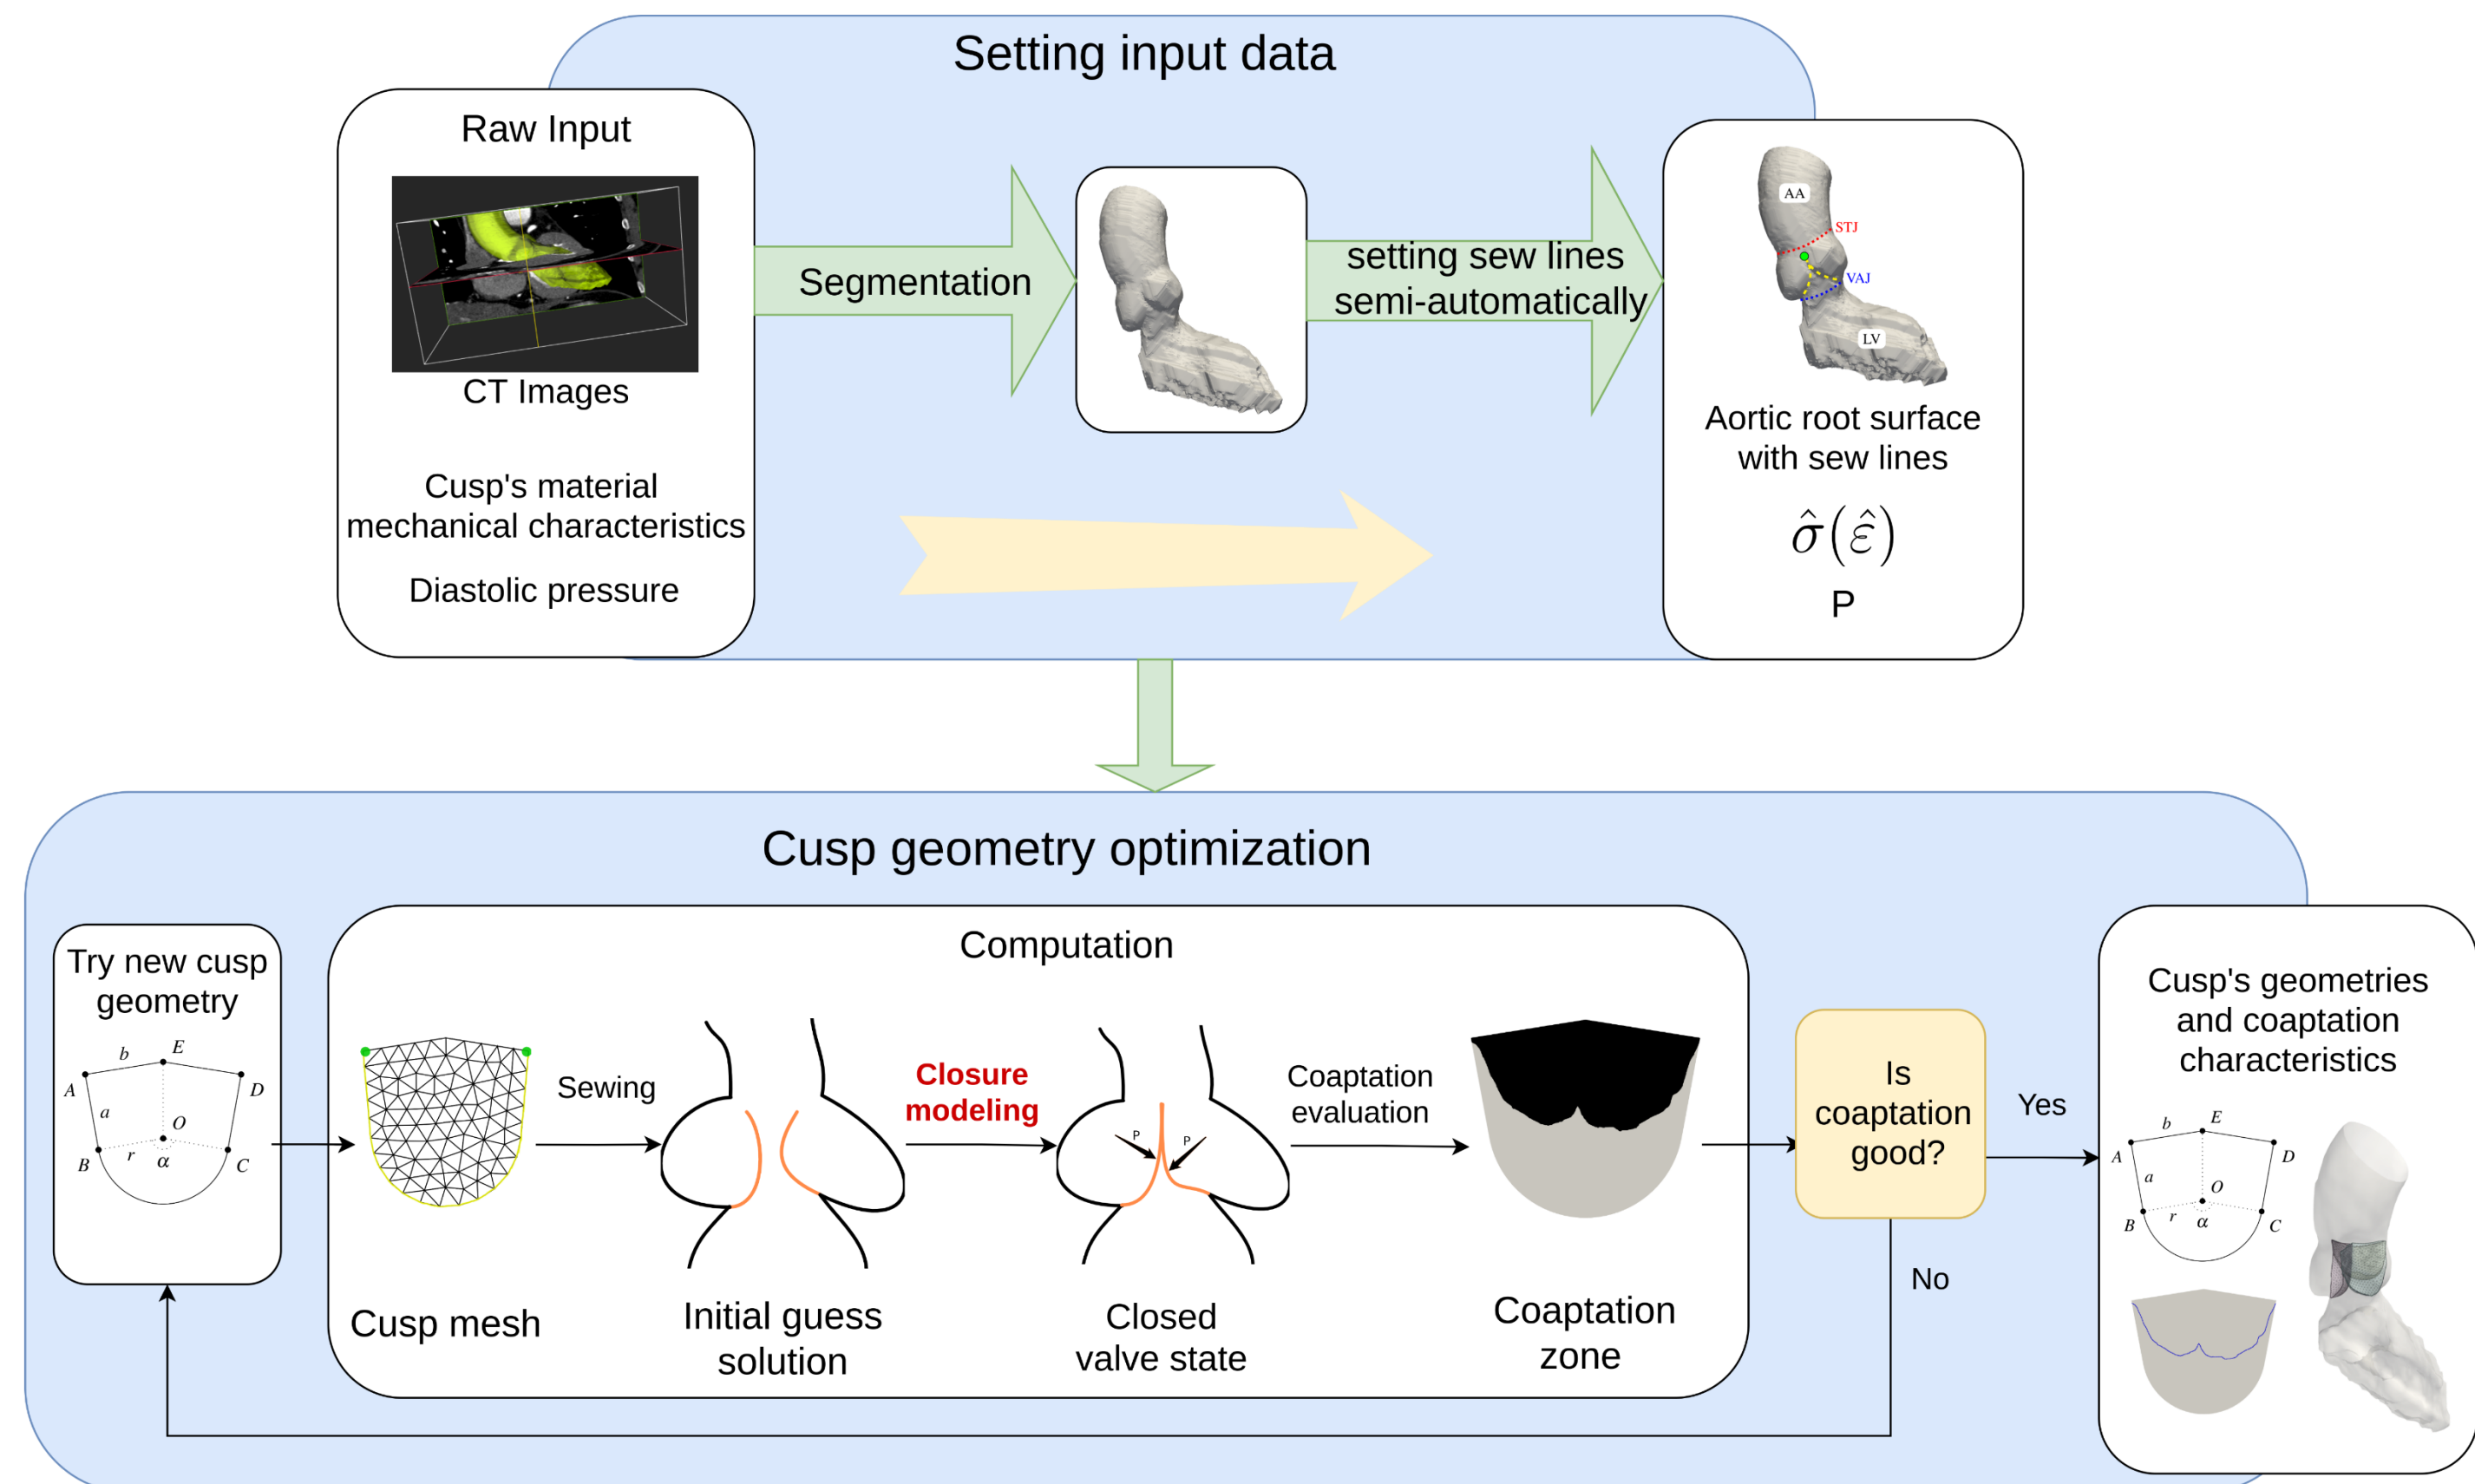 Setting input data
Raw Input
CT Images
Cusp's material
mechanical characteristics
Diastolic pressure
Segmentation
setting sew lines
semi-automatically
AA
STJ
VAJ
LV
Aortic root surface
with sew lines
σ̂(ε̂)
P
Cusp geometry optimization
Try new cusp
geometry
b
E
A
D
a
O
B
r
α
C
Computation
Cusp mesh
Sewing
Initial guess
solution
Closure
modeling
P
P
Closed
valve state
Coaptation
evaluation
Coaptation
zone
Is
coaptation
good?
Yes
No
Cusp's geometries
and coaptation
characteristics
b
E
A
D
a
O
B
r
α
C